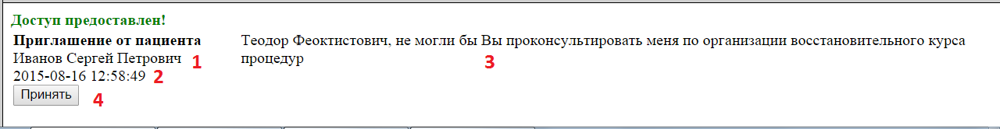 Доступ предоставлен!
Приглашение от пациента
Иванов Сергей Петрович 1
2015-08-16 12:58:49 2
Принять 4
Теодор Феоктистович, не могли бы Вы проконсультировать меня по организации восстановительного курса
процедур 3